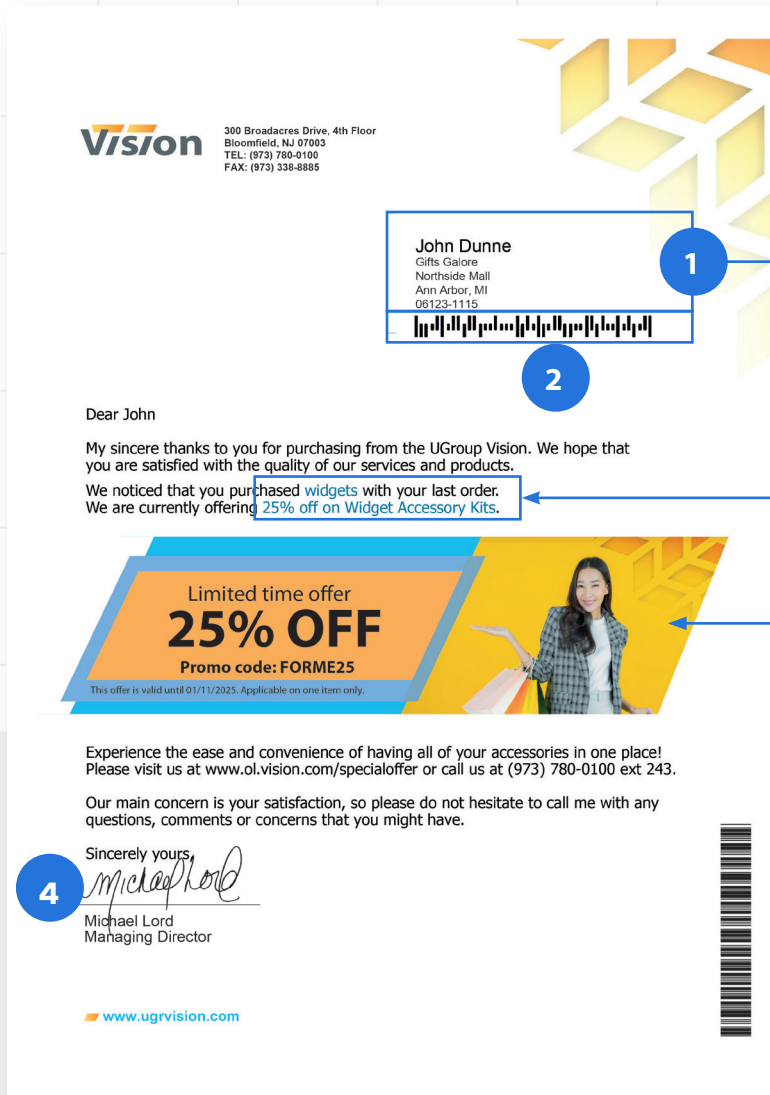 Vision
300 Broadacres Drive, 4th Floor
Bloomfield, NJ 07003
TEL: (973) 780-0100
FAX: (973) 338-8885
John Dunne
Gifts Galore
Northside Mall
Ann Arbor, MI
06123-1115
1
2
Dear John
My sincere thanks to you for purchasing from the UGroup Vision. We hope that
you are satisfied with the quality of our services and products.
We noticed that you purchased widgets with your last order.
We are currently offering 25% off on Widget Accessory Kits.
Limited time offer
25% OFF
Promo code: FORME25
This offer is valid until 01/11/2025. Applicable on one item only.
Experience the ease and convenience of having all of your accessories in one place!
Please visit us at www.ol.vision.com/specialoffer or call us at (973) 780-0100 ext 243.
Our main concern is your satisfaction, so please do not hesitate to call me with any
questions, comments or concerns that you might have.
Sincerely yours,
Michael Lord
4
Michael Lord
Managing Director
www.ugrvision.com